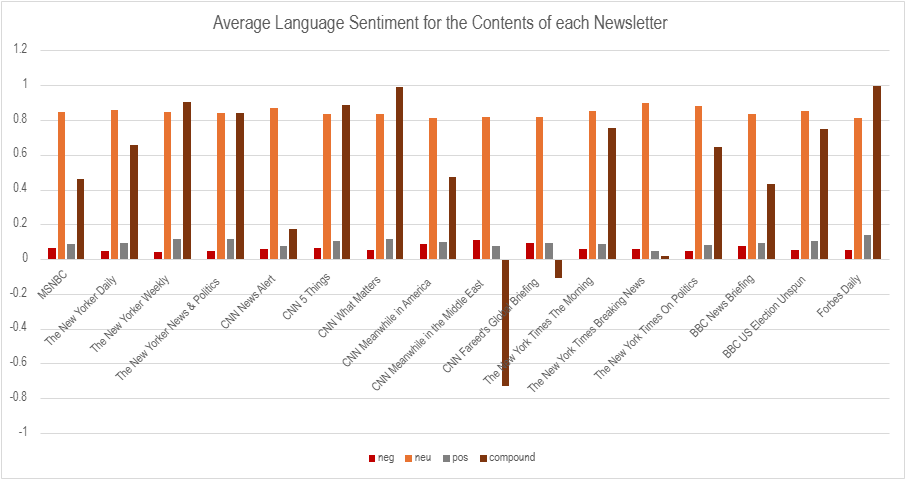 Average Language Sentiment for the Contents of each Newsletter
1.2
1
0.8
0.6
0.4
0.2
0
-0.2
-0.4
-0.6
-0.8
-1
MSNBC
The New Yorker Daily
The New Yorker Weekly
The New Yorker News & Politics
CNN News Alert
CNN 5 Things
CNN What Matters
CNN Meanwhile in America
CNN Meanwhile in the Middle East
CNN Fareed's Global Briefing
The New York Times The Morning
The New York Times Breaking News
The New York Times On Politics
BBC News Briefing
BBC US Election Unspun
Forbes Daily
neg neu pos compound